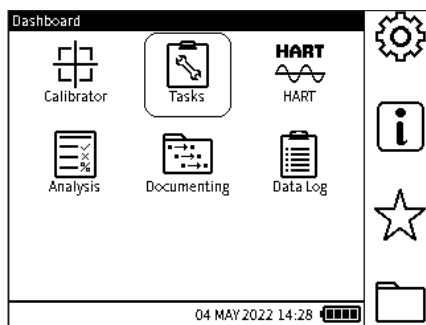 Dashboard
HART
Calibrator Tasks HART
Analysis Documenting Data Log
04 MAY 2022 14:28